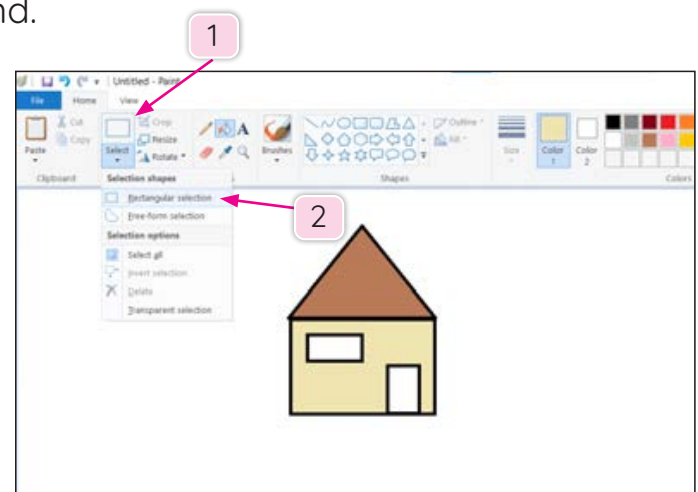 nd.
1
Untitled - Paint
File Home View
Cut
Copy
Paste
Clipboard
Select
Crop
Resize
Rotate
A
Brushes
Outline
Fill
Shapes
Size
Color
1
Color
2
Colors
Selection shapes
Rectangular selection
2
Free-form selection
Selection options
Select all
Invert selection
Delete
Transparent selection